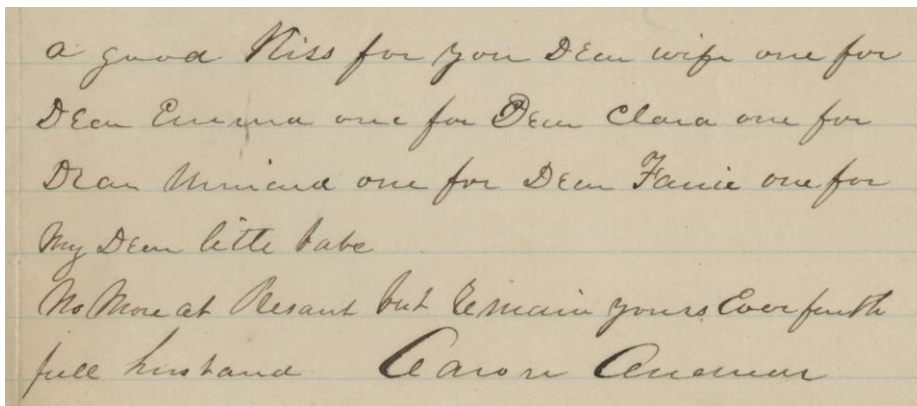 a good Kiss for you Dear wife one for
Dear Emma one for Dear Clara one for
Dear one for Dear Fanie one for
My Dear little babe
No More at Resant but Remain yours Ever faith
full husband Aaron